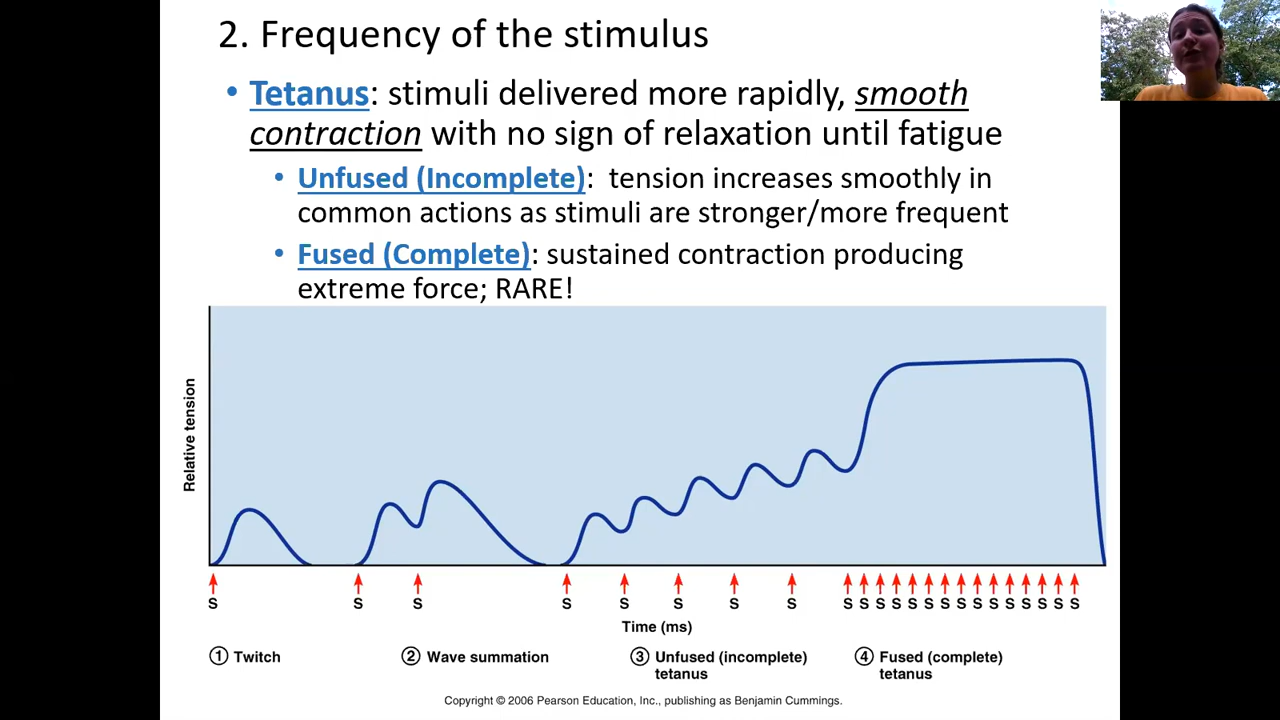 2. Frequency of the stimulus
• Tetanus: stimuli delivered more rapidly, smooth
contraction with no sign of relaxation until fatigue
• Unfused (Incomplete): tension increases smoothly in
common actions as stimuli are stronger/more frequent
• Fused (Complete): sustained contraction producing
extreme force; RARE!
Relative tension
S S S S S S S S S S S S S S S S S S S S S S S
Time (ms)
1 Twitch
2 Wave summation
3 Unfused (incomplete)
tetanus
4 Fused (complete)
tetanus
Copyright © 2006 Pearson Education, Inc., publishing as Benjamin Cummings.